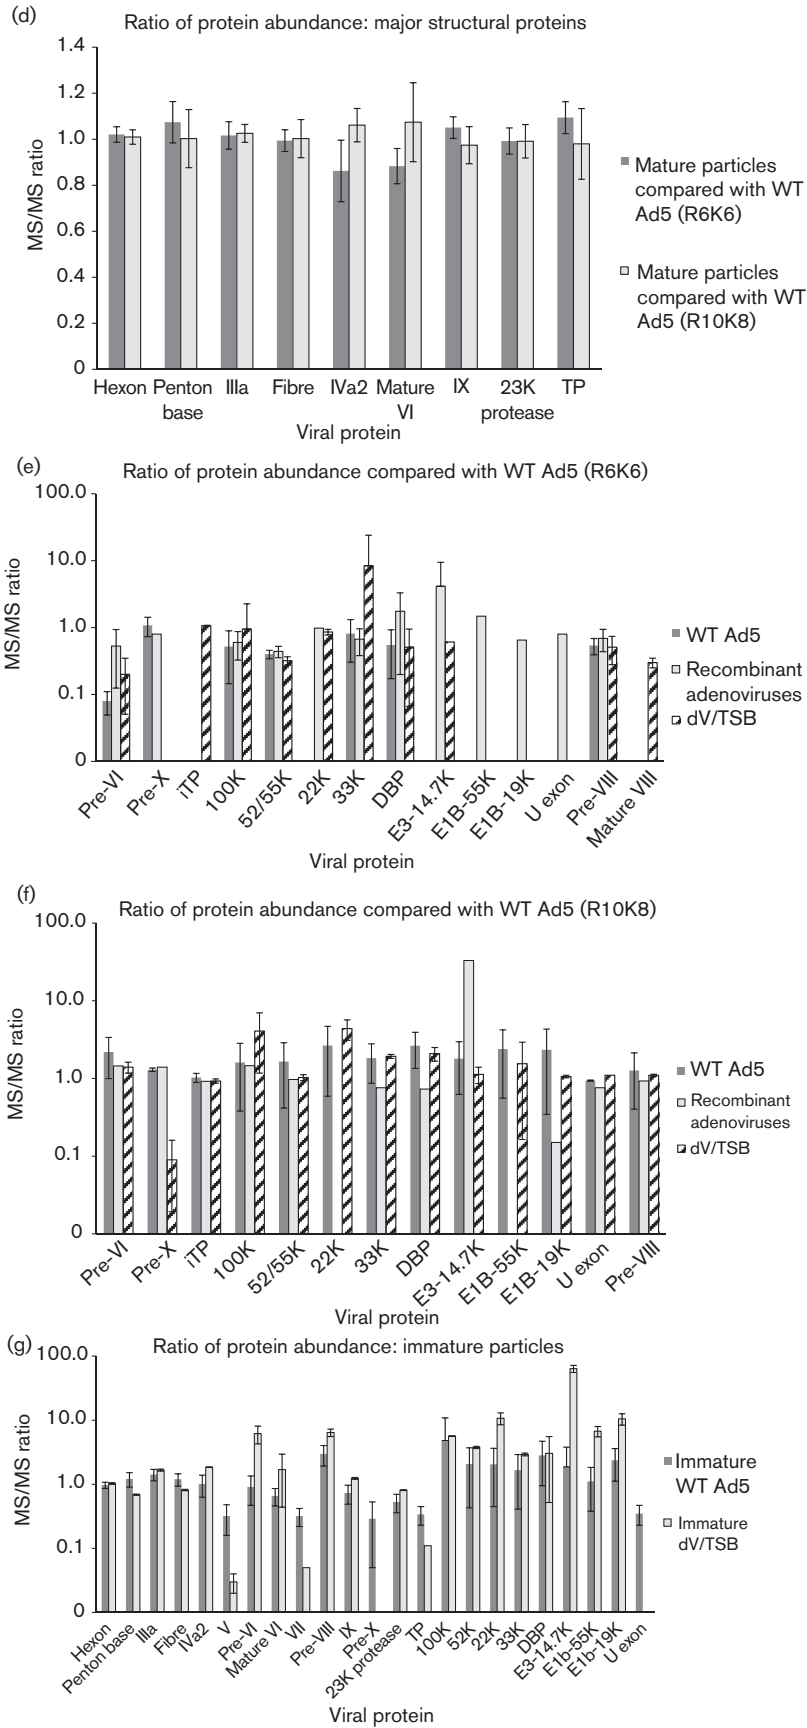 (d)
Ratio of protein abundance: major structural proteins
1.4
1.2
1.0
0.8
0.6
0.4
0.2
0
MS/MS ratio
Hexon Penton base IIIa Fibre IVa2 Mature VI IX 23K protease TP
Viral protein
Mature particles
compared with WT
Ad5 (R6K6)
Mature particles
compared with WT
Ad5 (R10K8)
(e)
Ratio of protein abundance compared with WT Ad5 (R6K6)
100.0
10.0
1.0
0.1
0
MS/MS ratio
Pre-VI
Pre-X
iTP
100K
52/55K
22K
33K
DBP
E3-14.7K
E1B-55K
E1B-19K
U exon
Pre-VIII
Mature VIII
Viral protein
WT Ad5
Recombinant
adenoviruses
dV/TSB
(f)
Ratio of protein abundance compared with WT Ad5 (R10K8)
100.0
10.0
1.0
0.1
0
MS/MS ratio
Pre-VI
Pre-X
iTP
100K
52/55K
22K
33K
DBP
E3-14.7K
E1B-55K
E1B-19K
U exon
Pre-VIII
Viral protein
WT Ad5
Recombinant
adenoviruses
dV/TSB
(g)
Ratio of protein abundance: immature particles
100.0
10.0
1.0
0.1
0
MS/MS ratio
Hexon
Penton base
IIIa
Fibre
IVa2
V
Pre-VI
Mature VI
VII
Pre-VIII
IX
Pre-X
23K protease
TP
100K
52K
22K
33K
DBP
E3-14.7K
E1b-55K
E1b-19K
U exon
Viral protein
Immature
WT Ad5
Immature
dV/TSB